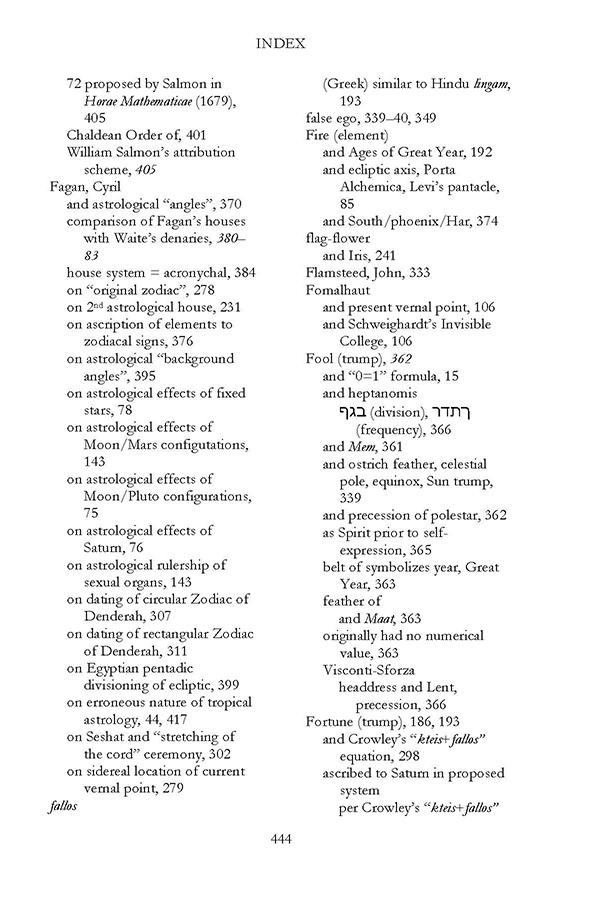 INDEX
72 proposed by Salmon in
Horae Mathematicae (1679),
405
Chaldean Order of, 401
William Salmon's attribution
scheme, 405
Fagan, Cyril
and astrological “angles”, 370
comparison of Fagan's houses
with Waite's denaries, 380–
83
house system = acronychal, 384
on “original zodiac”, 278
on 2nd astrological house, 231
on ascription of elements to
zodiacal signs, 376
on astrological “background
angles”, 395
on astrological effects of fixed
stars, 78
on astrological effects of
Moon/Mars configutations,
143
on astrological effects of
Moon/Pluto configurations,
75
on astrological effects of
Saturn, 76
on astrological rulership of
sexual organs, 143
on dating of circular Zodiac of
Denderah, 307
on dating of rectangular Zodiac
of Denderah, 311
on Egyptian pentadic
divisioning of ecliptic, 399
on erroneous nature of tropical
astrology, 44, 417
on Seshat and “stretching of
the cord” ceremony, 302
on sidereal location of current
vernal point, 279
fallos
(Greek) similar to Hindu lingam,
193
false ego, 339–40, 349
Fire (element)
and Ages of Great Year, 192
and ecliptic axis, Porta
Alchemica, Levi's pantacle,
85
and South/phoenix/Har, 374
flag-flower
and Iris, 241
Flamsteed, John, 333
Fomalhaut
and present vernal point, 106
and Schweighardt's Invisible
College, 106
Fool (trump), 362
and “0=1” formula, 15
and heptanomis
בגף (division), ךתדר
(frequency), 366
and Mem, 361
and ostrich feather, celestial
pole, equinox, Sun trump,
339
and precession of polestar, 362
as Spirit prior to self-
expression, 365
belt of symbolizes year, Great
Year, 363
feather of
and Maat, 363
originally had no numerical
value, 363
Visconti-Sforza
headdress and Lent,
precession, 366
Fortune (trump), 186, 193
and Crowley's “kteis+fallos”
equation, 298
ascribed to Saturn in proposed
system
per Crowley's “kteis+fallos”
444